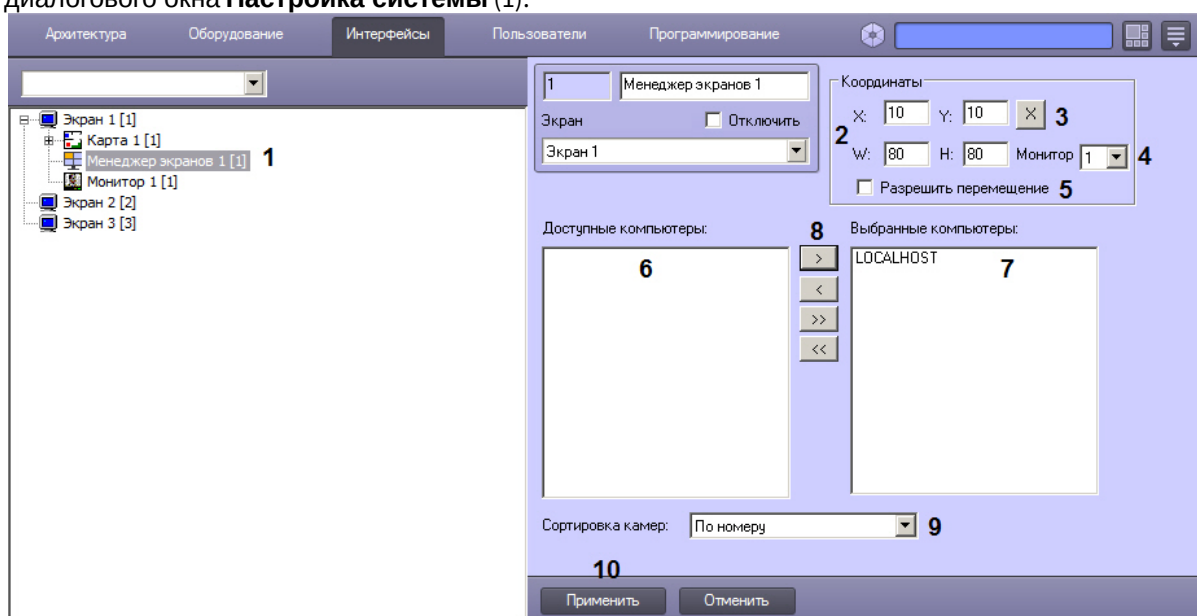 диалогового окна Настройка системы (1).
Архитектура Оборудование Интерфейсы Пользователи Программирование
1 Менеджер экранов 1
Экран Отключить
Экран 1
Координаты
X: 10 Y: 10 X 3
2
W: 80 H: 80 Монитор 1 4
Разрешить перемещение 5
Экран 1 [1]
Карта 1 [1]
Менеджер экранов 1 [1] 1
Монитор 1 [1]
Экран 2 [2]
Экран 3 [3]
Доступные компьютеры: 8 Выбранные компьютеры:
6 > LOCALHOST 7
<
>>
<<
Сортировка камер: По номеру 9
10
Применить Отменить